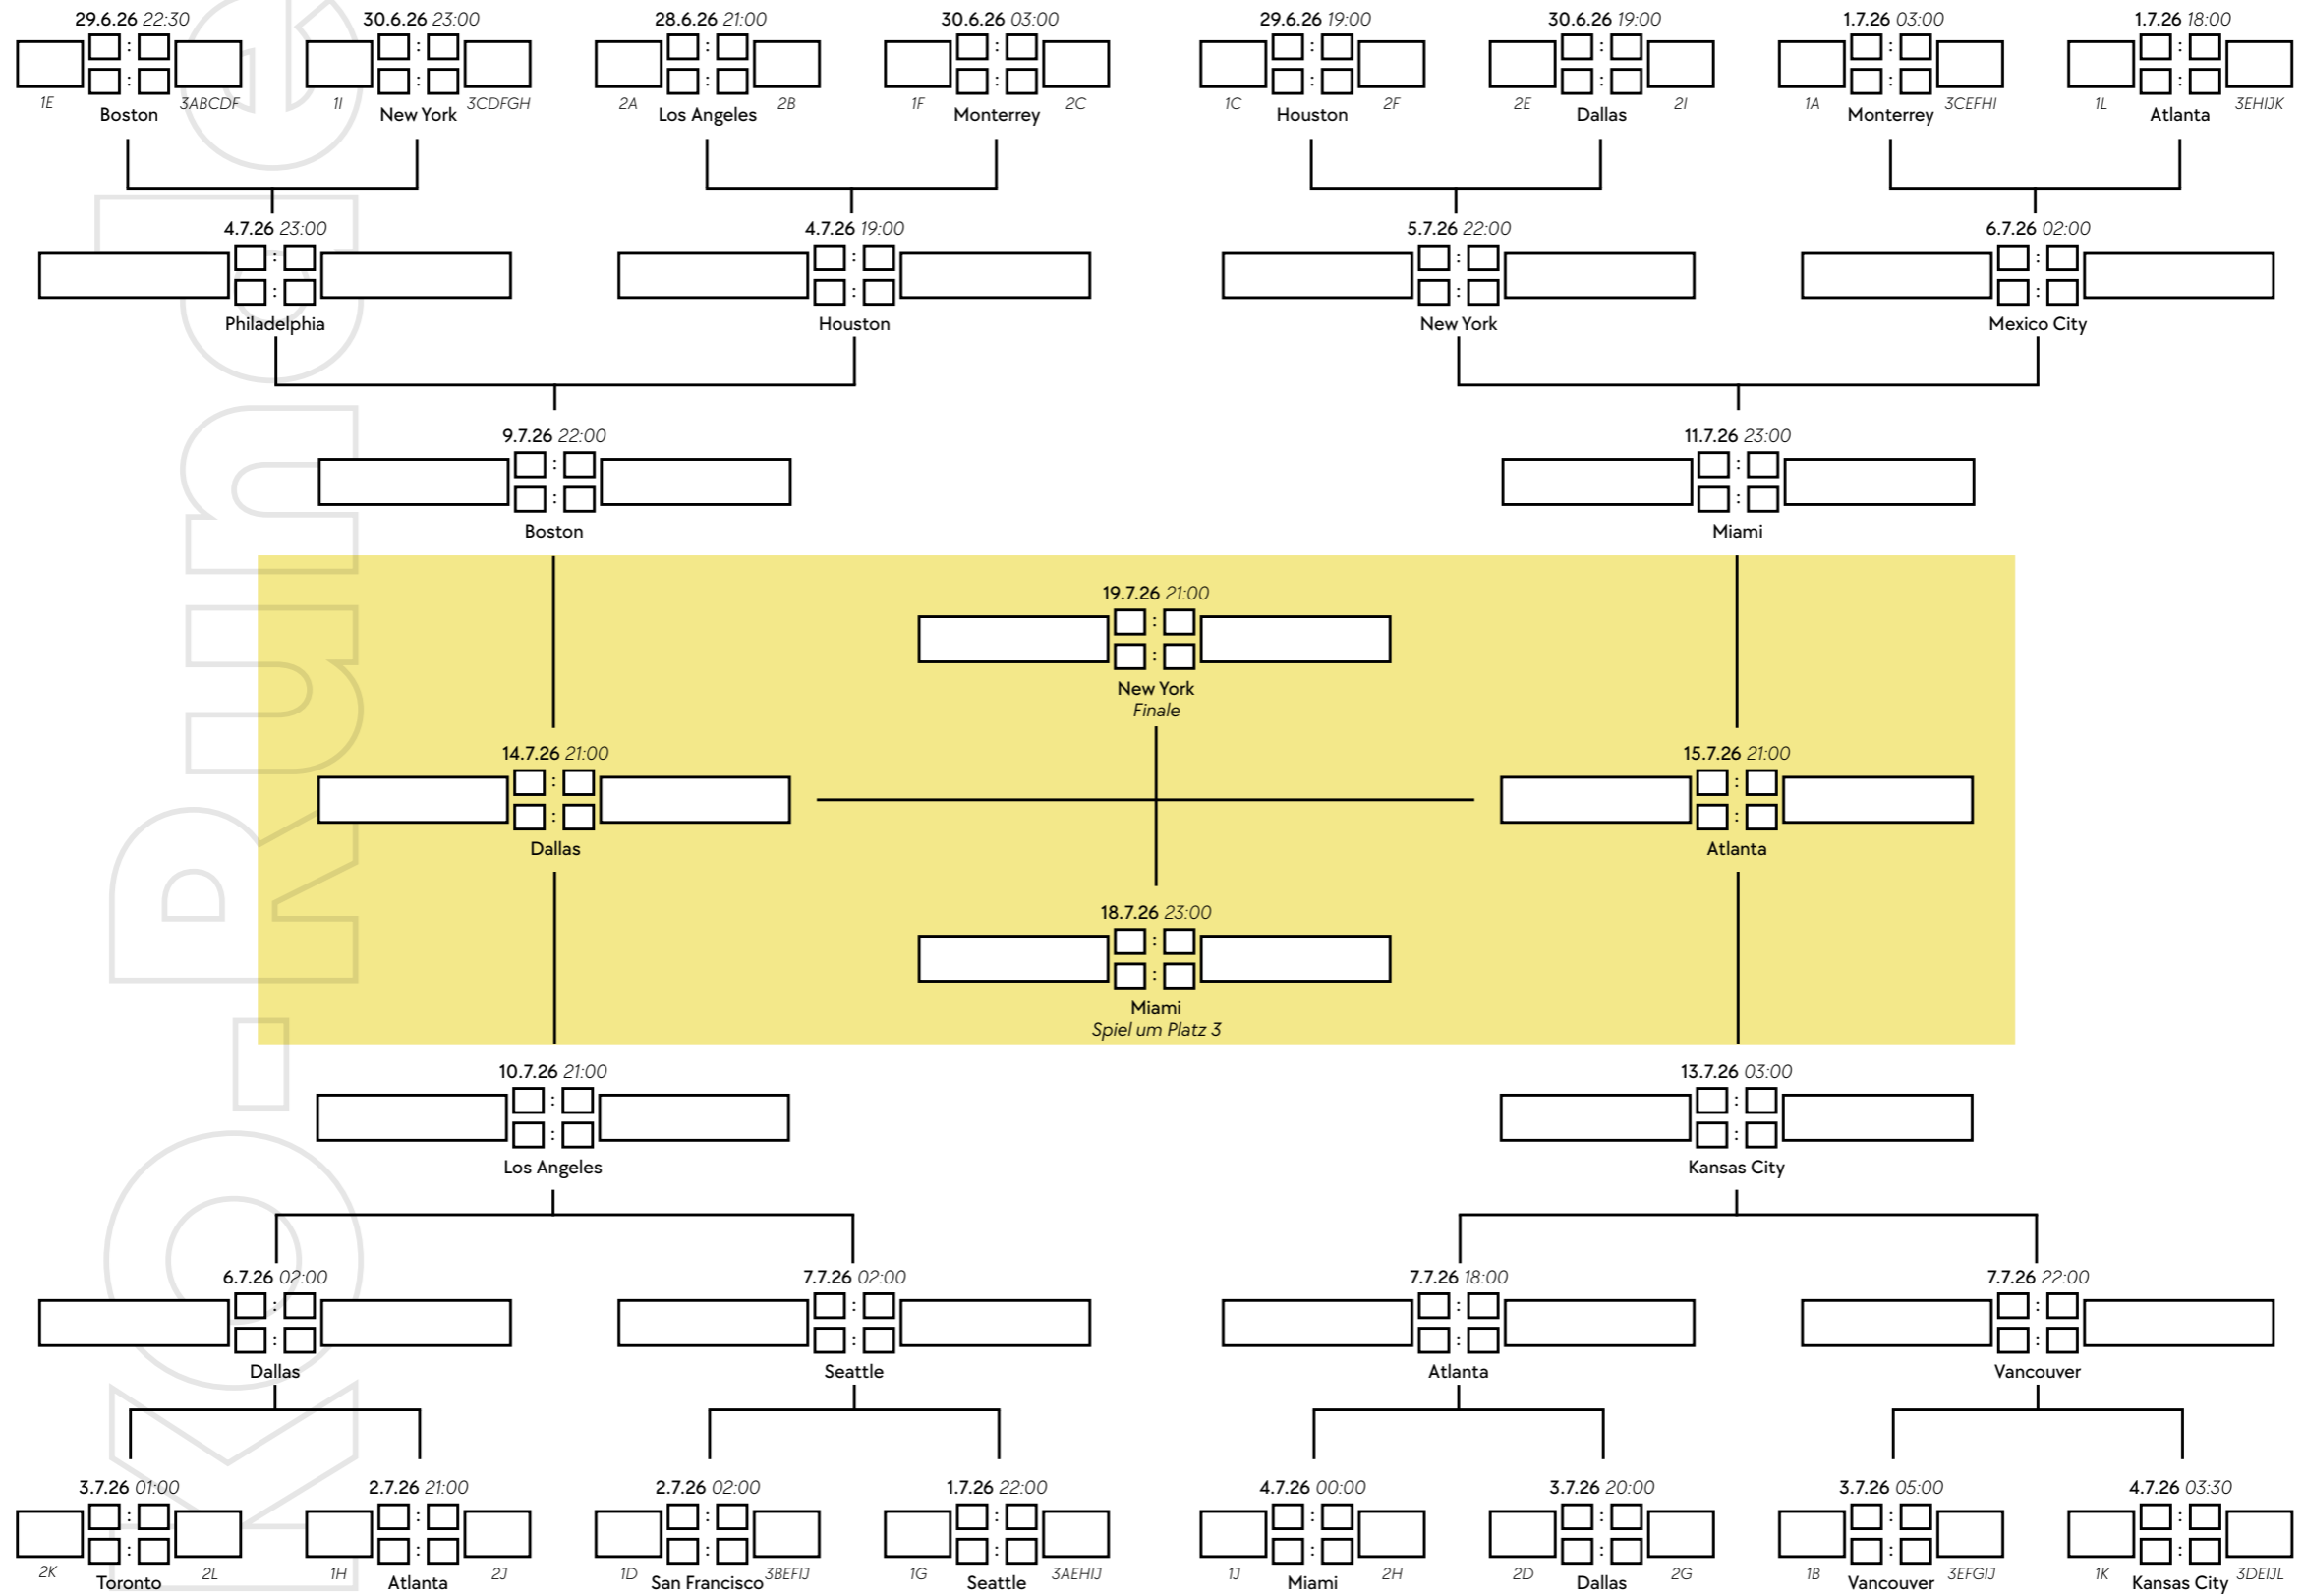 K.O.-Runde
29.6.26 22:30
1E : : 3ABCDF
Boston
30.6.26 23:00
1I : : 3CDFGH
New York
28.6.26 21:00
2A : : 2B
Los Angeles
30.6.26 03:00
1F : : 2C
Monterrey
29.6.26 19:00
1C : : 2F
Houston
30.6.26 19:00
2E : : 2I
Dallas
1.7.26 03:00
1A : : 3CEFHI
Monterrey
1.7.26 18:00
1L : : 3EHIJK
Atlanta
4.7.26 23:00
: :
Philadelphia
4.7.26 19:00
: :
Houston
5.7.26 22:00
: :
New York
6.7.26 02:00
: :
Mexico City
9.7.26 22:00
: :
Boston
11.7.26 23:00
: :
Miami
19.7.26 21:00
: :
New York
Finale
14.7.26 21:00
: :
Dallas
15.7.26 21:00
: :
Atlanta
18.7.26 23:00
: :
Miami
Spiel um Platz 3
10.7.26 21:00
: :
Los Angeles
13.7.26 03:00
: :
Kansas City
6.7.26 02:00
: :
Dallas
7.7.26 02:00
: :
Seattle
7.7.26 18:00
: :
Atlanta
7.7.26 22:00
: :
Vancouver
3.7.26 01:00
2K : : 2L
Toronto
2.7.26 21:00
1H : : 2J
Atlanta
2.7.26 02:00
1D : : 3BEFIJ
San Francisco
1.7.26 22:00
1G : : 3AEHIJ
Seattle
4.7.26 00:00
1J : : 2H
Miami
3.7.26 20:00
2D : : 2G
Dallas
3.7.26 05:00
1B : : 3EFGIJ
Vancouver
4.7.26 03:30
1K : : 3DEIJL
Kansas City